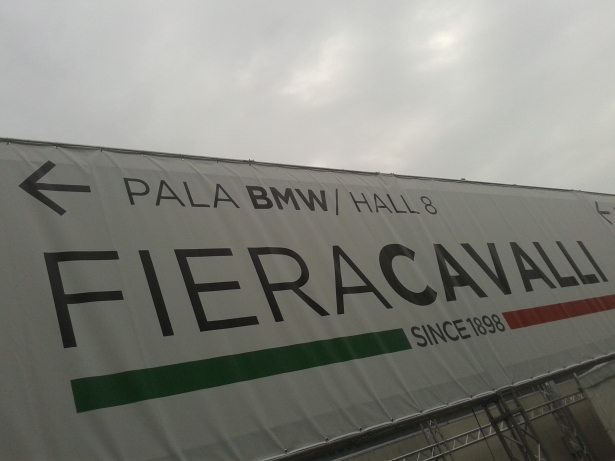 ← PALA BMW / HALL 8
FIERACAVALLI
SINCE 1898